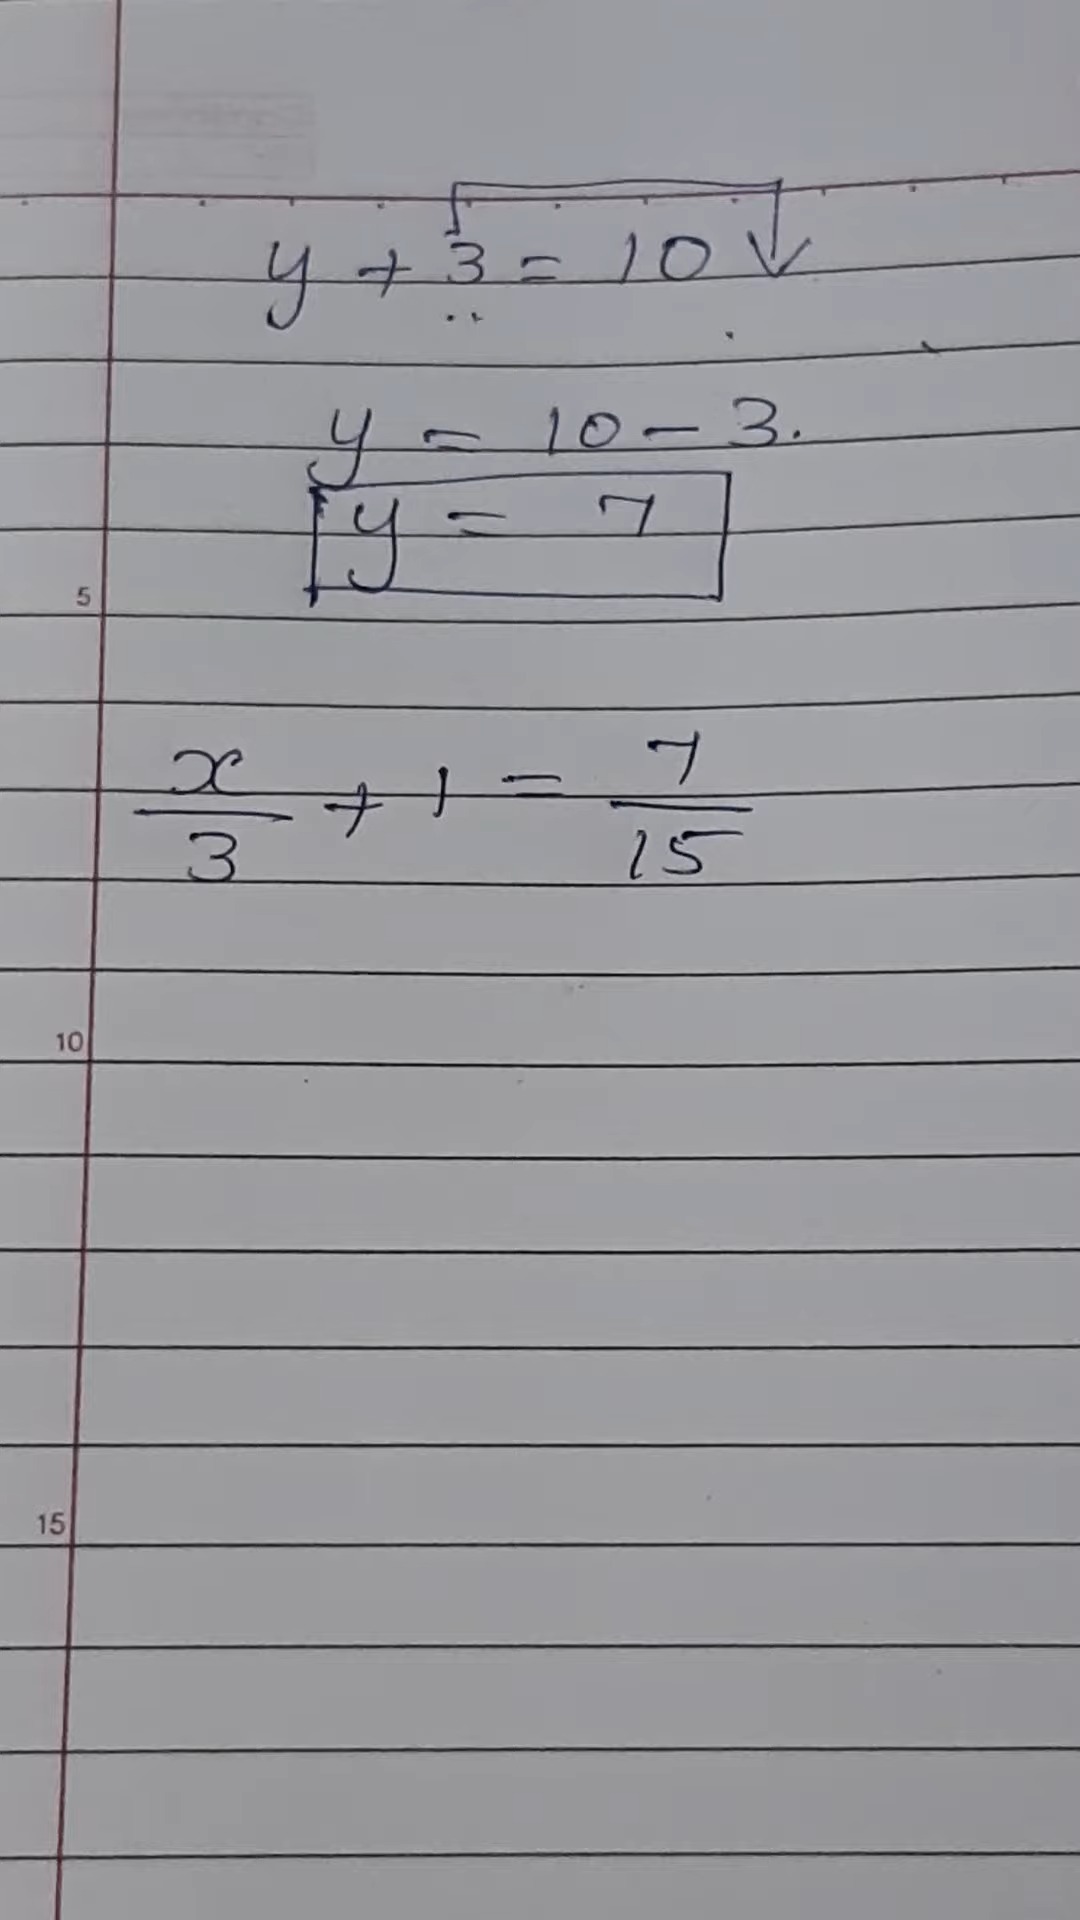 y + 3 = 10
y = 10 - 3.
y = 7
5
x/3 + 1 = 7/15
10
15